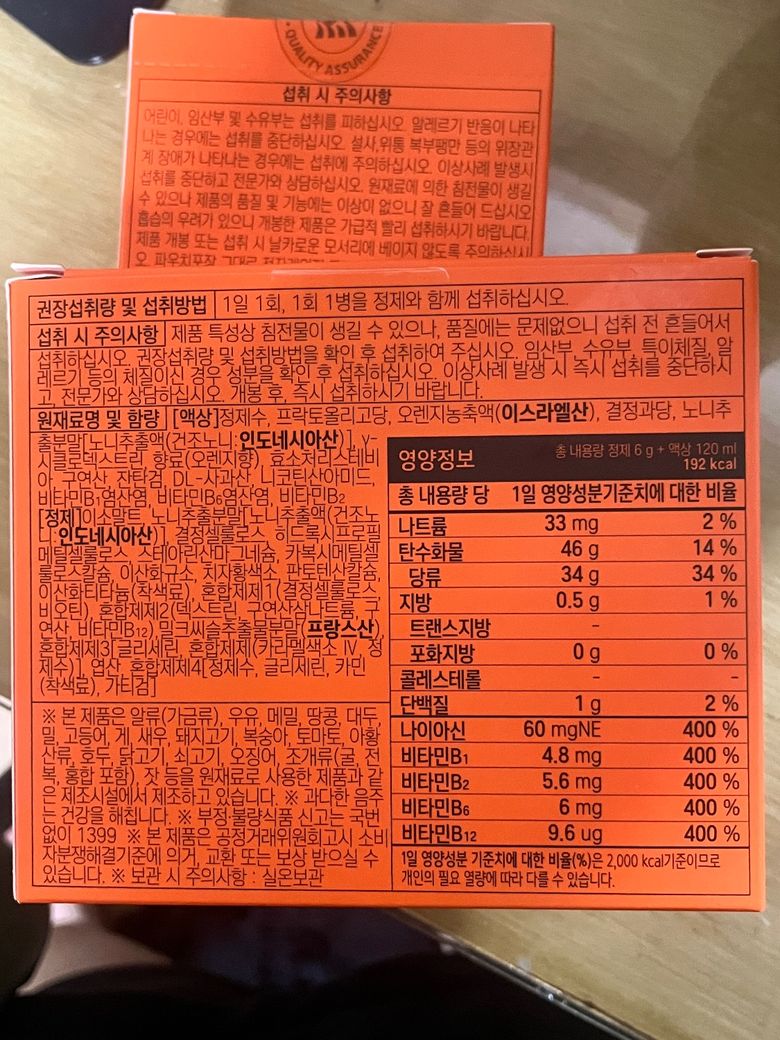 QUALITY ASSURANCE
섭취 시 주의사항
어린이, 임산부 및 수유부는 섭취를 피하십시오. 알레르기 반응이 나타
나는 경우에는 섭취를 중단하십시오. 설사,위통 복부팽만 등의 위장관
계 장애가 나타나는 경우에는 섭취에 주의하십시오. 이상사례 발생시
섭취를 중단하고 전문가와 상담하십시오. 원재료에 의한 침전물이 생길
수 있으나 제품의 품질 및 기능에는 이상이 없으니 잘 흔들어 드십시오
흡습의 우려가 있으니 개봉한 제품은 가급적 빨리 섭취하시기 바랍니다.
제품 개봉 또는 섭취 시 날카로운 모서리에 베이지 않도록 주의하십시
오. 파우치포장 그대로
권장섭취량 및 섭취방법 1일 1회, 1회 1병을 정제와 함께 섭취하십시오.
섭취 시 주의사항 제품 특성상 침전물이 생길 수 있으나, 품질에는 문제없으니 섭취 전 흔들어서
섭취하십시오. 권장섭취량 및 섭취방법을 확인 후 섭취하여 주십시오. 임산부, 수유부, 특이체질, 알
레르기 등의 체질이신 경우 성분을 확인 후 섭취하십시오. 이상사례 발생 시 즉시 섭취를 중단하시
고, 전문가와 상담하십시오. 개봉 후, 즉시 섭취하시기 바랍니다.
원재료명 및 함량 [액상]정제수, 프락토올리고당, 오렌지농축액(이스라엘산), 결정과당, 노니추
출분말[노니추출액(건조노니:인도네시아산)], γ-
시클로덱스트린, 향료(오렌지향), 효소처리스테비
아, 구연산, 잔탄검, DL-사과산, 니코틴산아미드,
비타민B₁염산염, 비타민B₆염산염, 비타민B₂
[정제]이소말트, 노니추출분말[노니추출액(건조노
니:인도네시아산)], 결정셀룰로스, 히드록시프로필
메틸셀룰로스, 스테아린산마그네슘, 카복시메틸셀
룰로스칼슘, 이산화규소, 치자황색소, 판토텐산칼슘,
이산화티타늄(착색료), 혼합제제1(결정셀룰로스,
비오틴), 혼합제제2(덱스트린, 구연산삼나트륨, 구
연산, 비타민B₁₂), 밀크씨슬추출물분말(프랑스산),
혼합제제3[글리세린, 혼합제제(카라멜색소 IV, 정
제수)], 엽산, 혼합제제4[정제수, 글리세린, 카민
(착색료), 가티검]
※ 본 제품은 알류(가금류), 우유, 메밀, 땅콩, 대두,
밀, 고등어, 게, 새우, 돼지고기, 복숭아, 토마토, 아황
산류, 호두, 닭고기, 쇠고기, 오징어, 조개류(굴, 전
복, 홍합 포함), 잣 등을 원재료로 사용한 제품과 같
은 제조시설에서 제조하고 있습니다. ※ 과다한 음주
는 건강을 해칩니다. ※ 부정·불량식품 신고는 국번
없이 1399 ※ 본 제품은 공정거래위원회고시 소비
자분쟁해결기준에 의거, 교환 또는 보상 받으실 수
있습니다. ※ 보관 시 주의사항 : 실온보관
영양정보 총 내용량 정제 6 g + 액상 120 ml
192 kcal
총 내용량 당 1일 영양성분기준치에 대한 비율
나트륨 33 mg 2 %
탄수화물 46 g 14 %
당류 34 g 34 %
지방 0.5 g 1 %
트랜스지방 -
포화지방 0 g 0 %
콜레스테롤 - -
단백질 1 g 2 %
나이아신 60 mgNE 400 %
비타민B₁ 4.8 mg 400 %
비타민B₂ 5.6 mg 400 %
비타민B₆ 6 mg 400 %
비타민B₁₂ 9.6 ug 400 %
1일 영양성분 기준치에 대한 비율(%)은 2,000 kcal기준이므로
개인의 필요 열량에 따라 다를 수 있습니다.